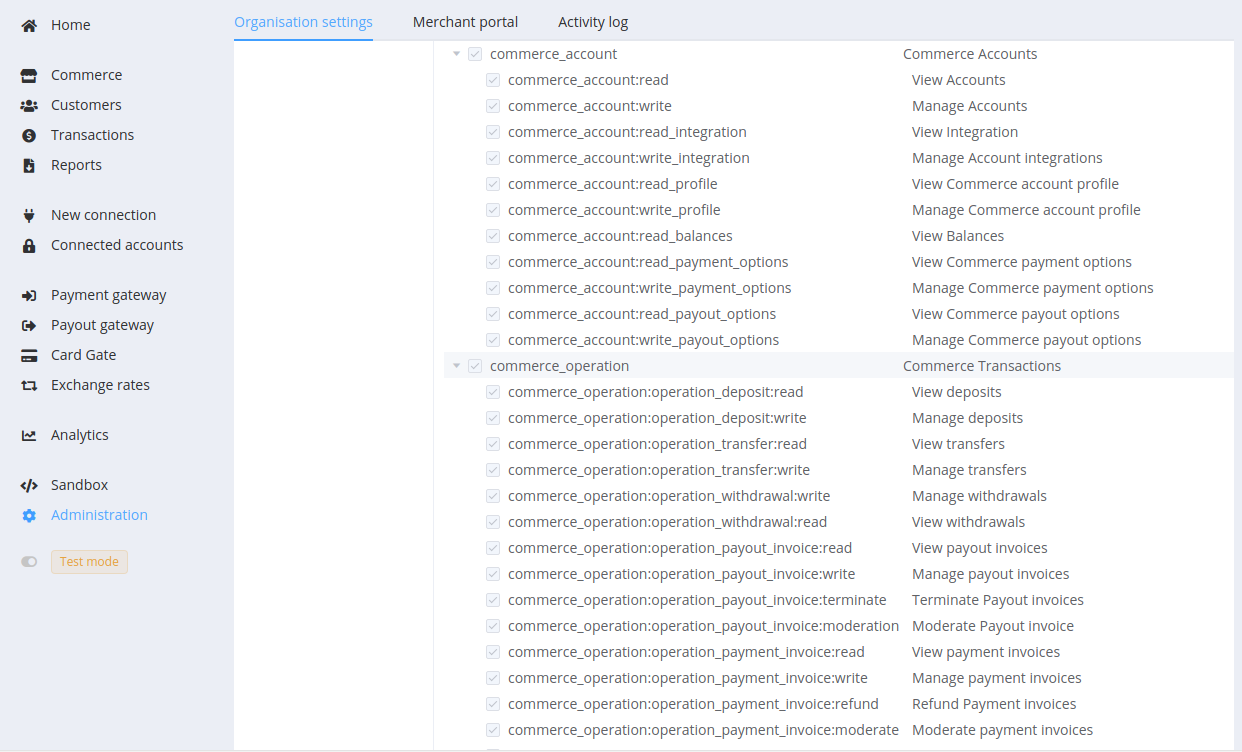 Home
Commerce
Customers
Transactions
Reports
New connection
Connected accounts
Payment gateway
Payout gateway
Card Gate
Exchange rates
Analytics
Sandbox
Administration
Test mode
Organisation settings Merchant portal Activity log
commerce_account Commerce Accounts
commerce_account:read View Accounts
commerce_account:write Manage Accounts
commerce_account:read_integration View Integration
commerce_account:write_integration Manage Account integrations
commerce_account:read_profile View Commerce account profile
commerce_account:write_profile Manage Commerce account profile
commerce_account:read_balances View Balances
commerce_account:read_payment_options View Commerce payment options
commerce_account:write_payment_options Manage Commerce payment options
commerce_account:read_payout_options View Commerce payout options
commerce_account:write_payout_options Manage Commerce payout options
commerce_operation Commerce Transactions
commerce_operation:operation_deposit:read View deposits
commerce_operation:operation_deposit:write Manage deposits
commerce_operation:operation_transfer:read View transfers
commerce_operation:operation_transfer:write Manage transfers
commerce_operation:operation_withdrawal:write Manage withdrawals
commerce_operation:operation_withdrawal:read View withdrawals
commerce_operation:operation_payout_invoice:read View payout invoices
commerce_operation:operation_payout_invoice:write Manage payout invoices
commerce_operation:operation_payout_invoice:terminate Terminate Payout invoices
commerce_operation:operation_payout_invoice:moderation Moderate Payout invoice
commerce_operation:operation_payment_invoice:read View payment invoices
commerce_operation:operation_payment_invoice:write Manage payment invoices
commerce_operation:operation_payment_invoice:refund Refund Payment invoices
commerce_operation:operation_payment_invoice:moderate Moderate payment invoices